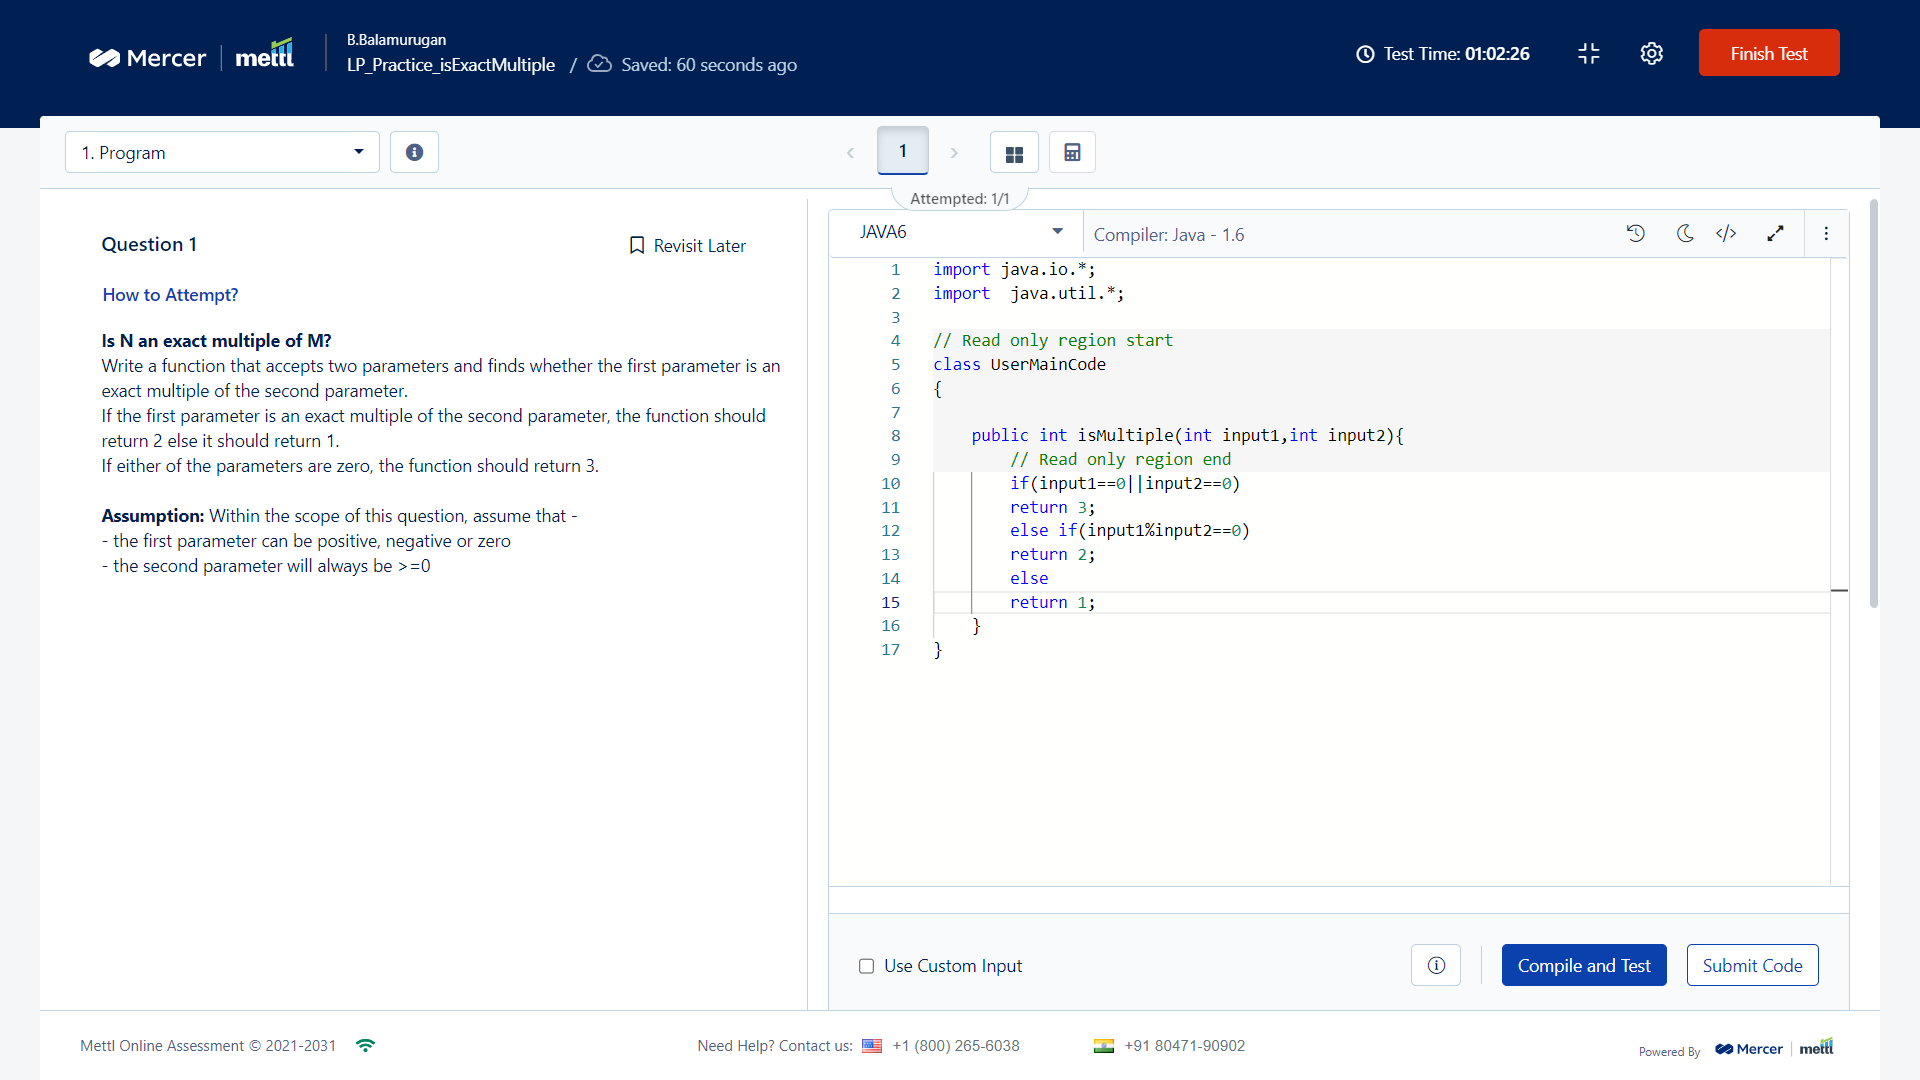 Mercer | mettl
B.Balamurugan
LP_Practice_isExactMultiple / Saved: 60 seconds ago
Test Time: 01:02:26
Finish Test
1. Program
1
Attempted: 1/1
Question 1
Revisit Later
How to Attempt?
Is N an exact multiple of M?
Write a function that accepts two parameters and finds whether the first parameter is an
exact multiple of the second parameter.
If the first parameter is an exact multiple of the second parameter, the function should
return 2 else it should return 1.
If either of the parameters are zero, the function should return 3.
Assumption: Within the scope of this question, assume that -
- the first parameter can be positive, negative or zero
- the second parameter will always be >=0
JAVA6
Compiler: Java - 1.6
1 import java.io.*;
2 import  java.util.*;
3
4 // Read only region start
5 class UserMainCode
6 {
7
8     public int isMultiple(int input1,int input2){
9         // Read only region end
10         if(input1==0||input2==0)
11         return 3;
12         else if(input1%input2==0)
13         return 2;
14         else
15         return 1;
16     }
17 }
Use Custom Input
Compile and Test
Submit Code
Mettl Online Assessment © 2021-2031
Need Help? Contact us: +1 (800) 265-6038
+91 80471-90902
Powered By Mercer | mettl